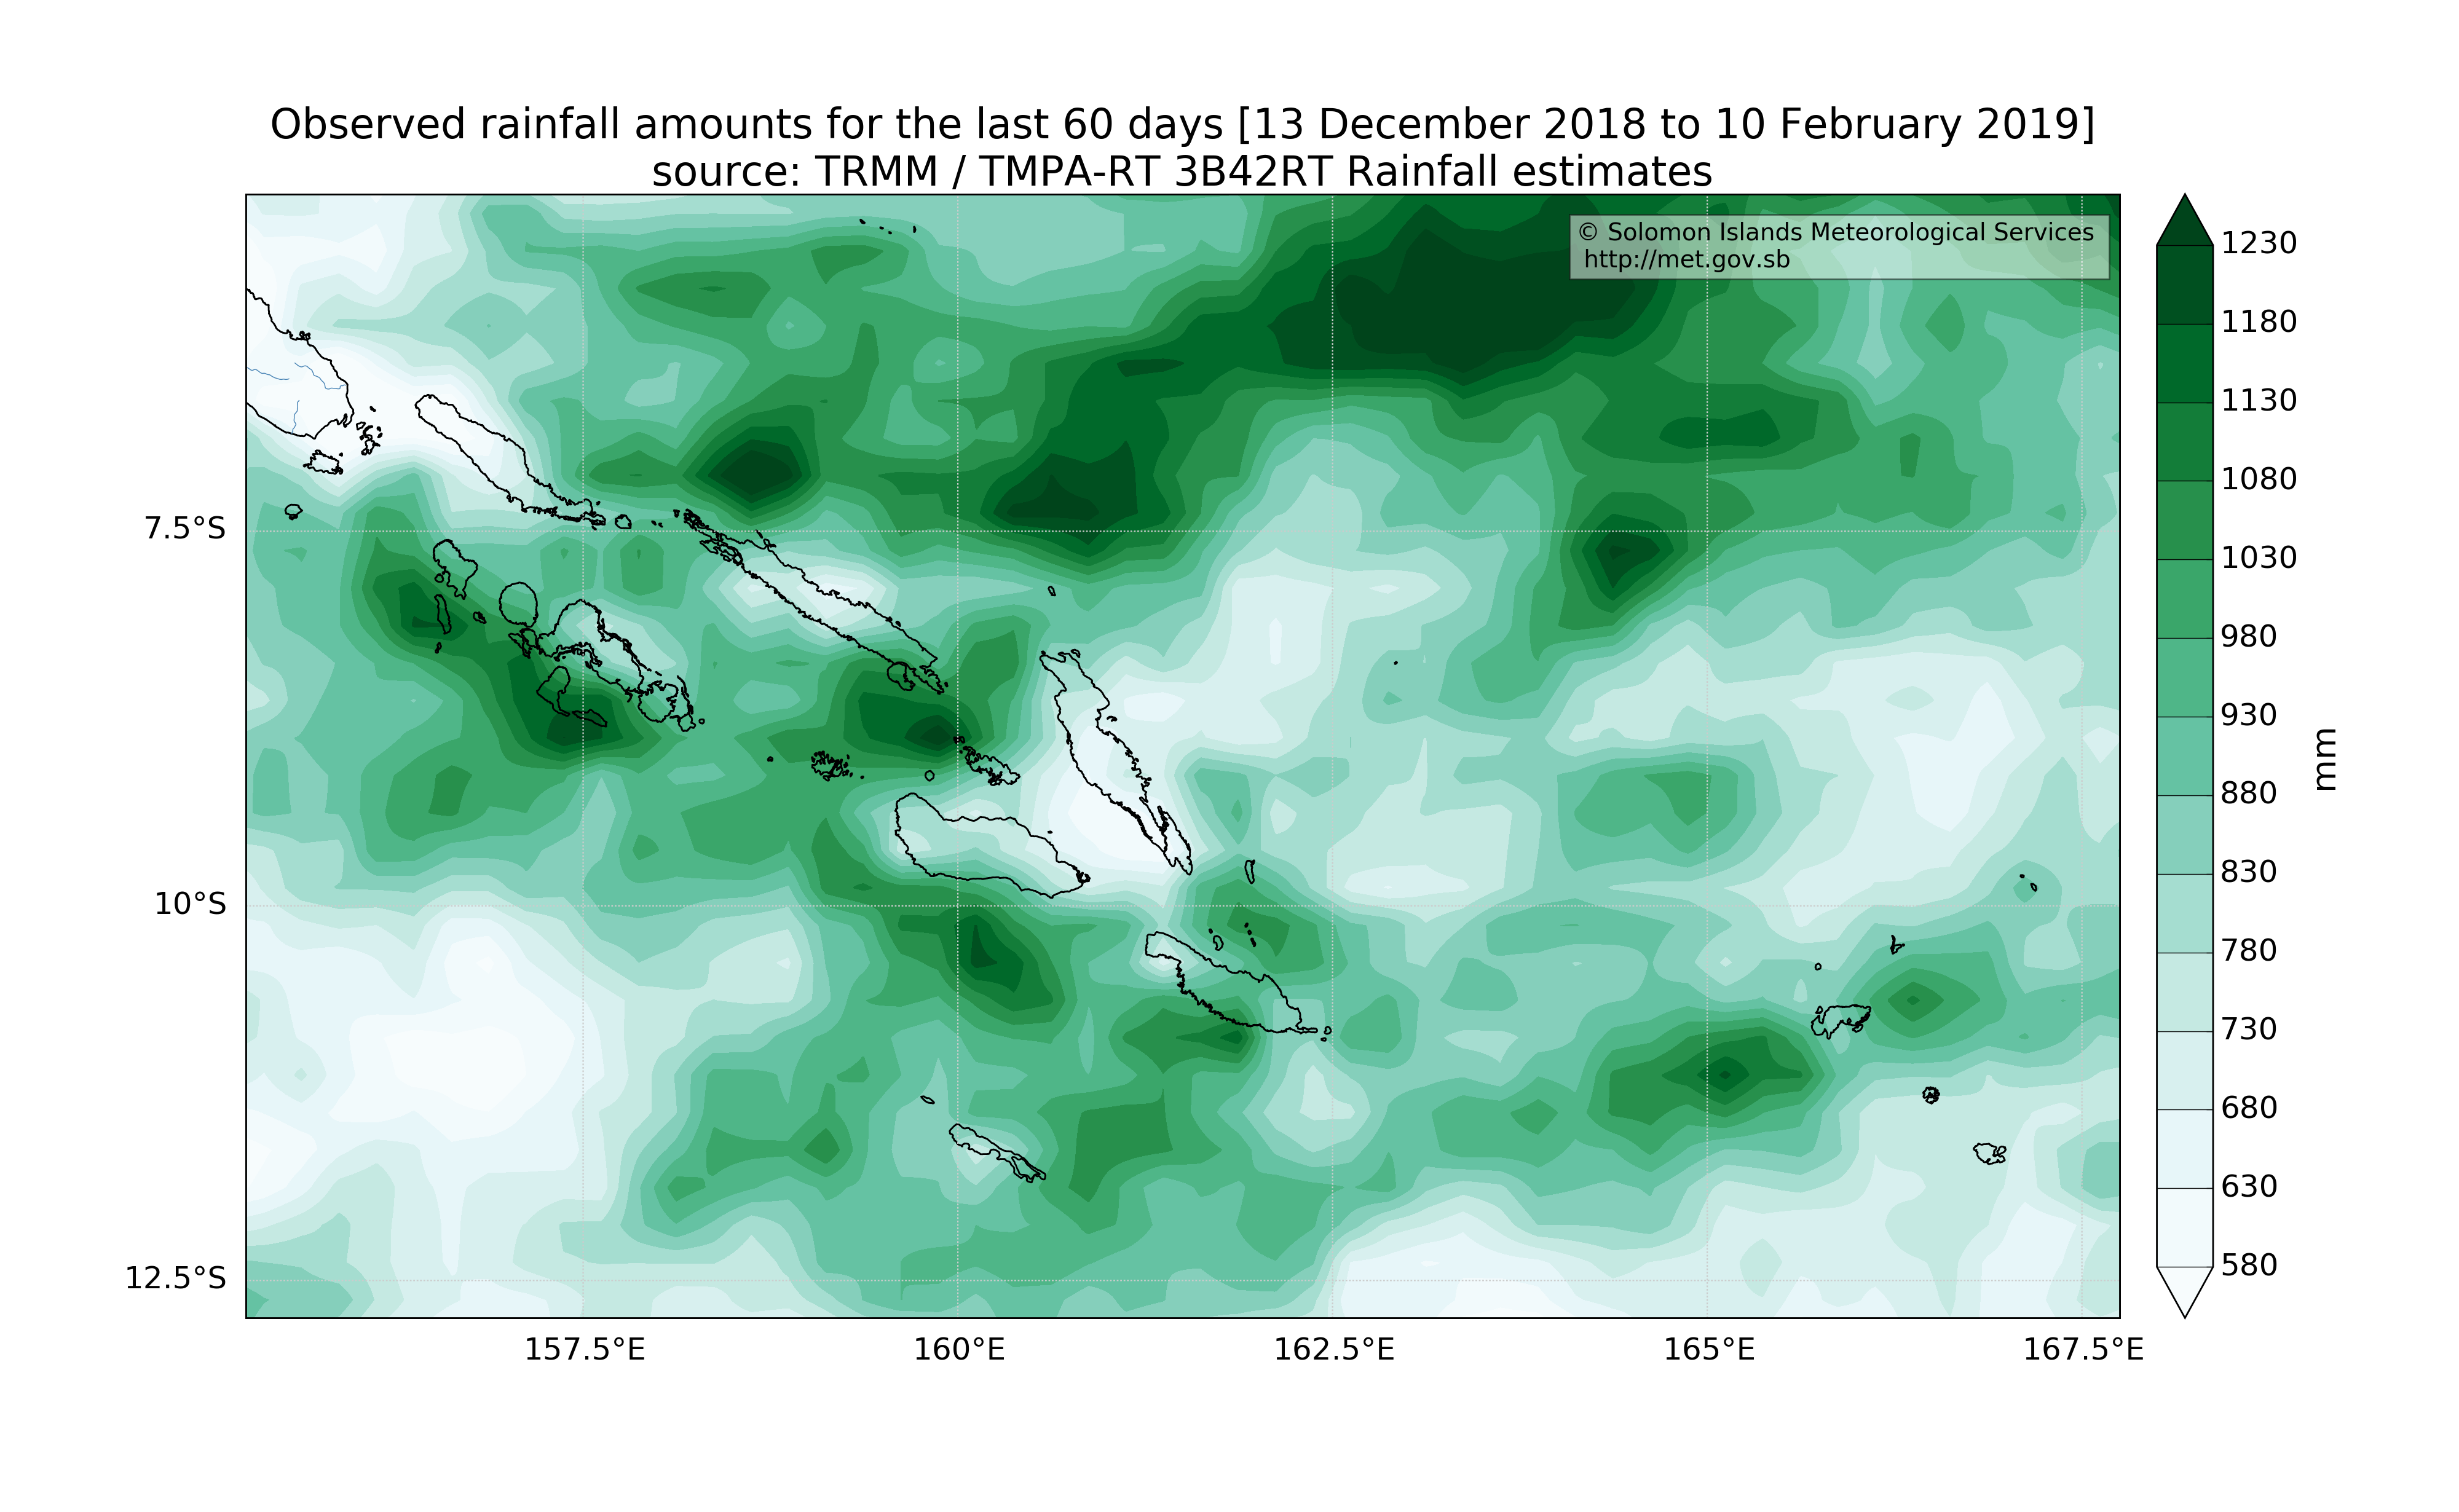 Observed rainfall amounts for the last 60 days [13 December 2018 to 10 February 2019]
source: TRMM / TMPA-RT 3B42RT Rainfall estimates
© Solomon Islands Meteorological Services
http://met.gov.sb
7.5°S
10°S
12.5°S
157.5°E
160°E
162.5°E
165°E
167.5°E
1230
1180
1130
1080
1030
980
930
880
830
780
730
680
630
580
mm